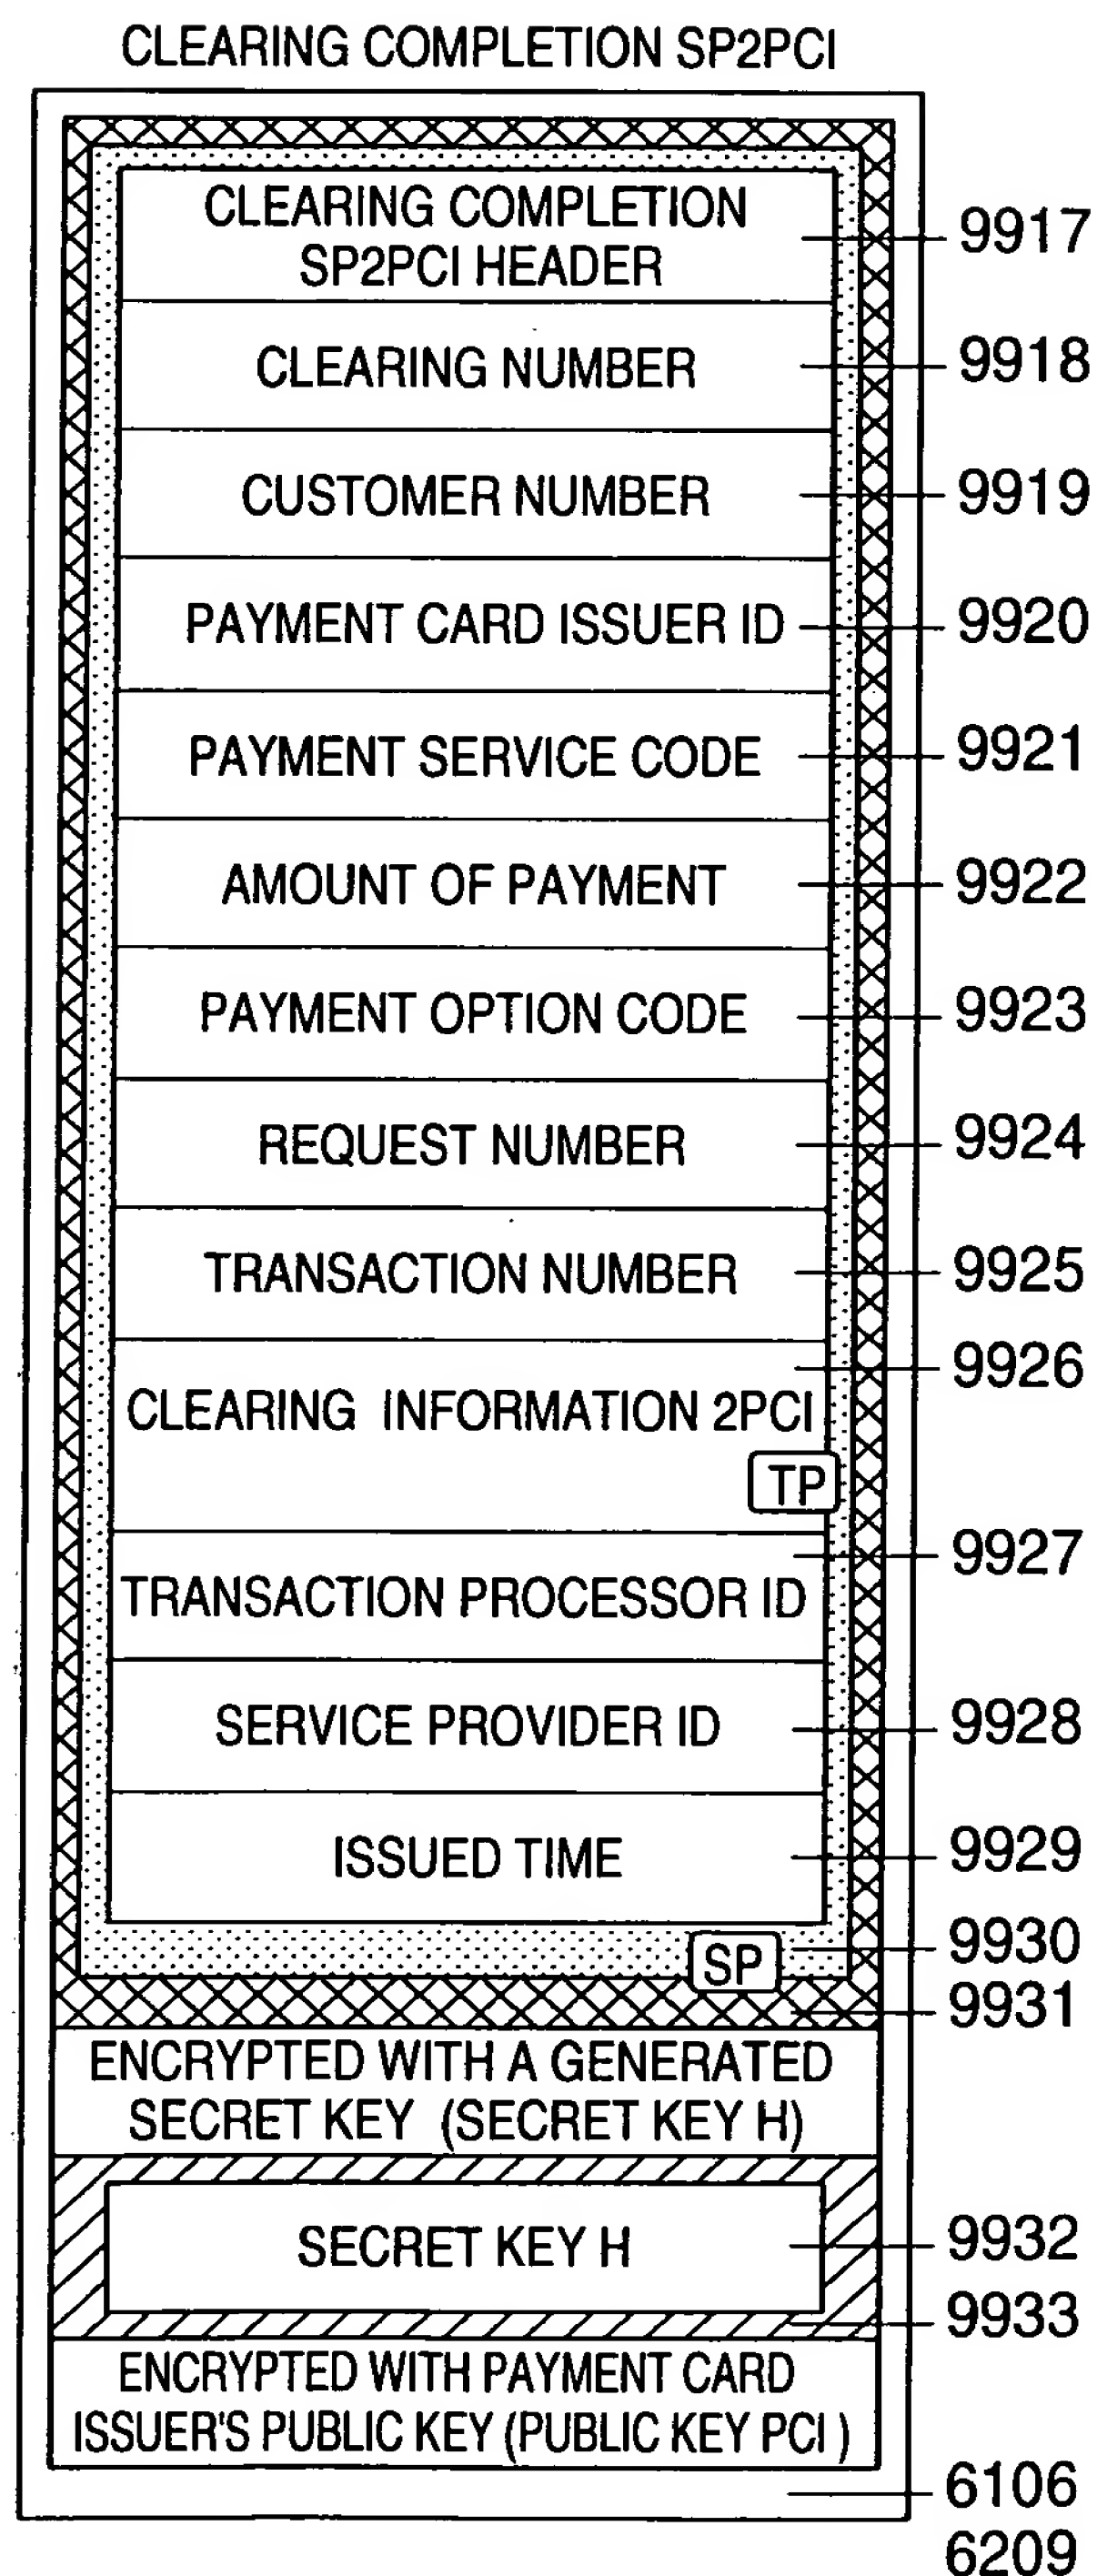 CLEARING COMPLETION SP2PCI
CLEARING COMPLETION
SP2PCI HEADER
9917
CLEARING NUMBER
9918
CUSTOMER NUMBER
9919
PAYMENT CARD ISSUER ID
9920
PAYMENT SERVICE CODE
9921
AMOUNT OF PAYMENT
9922
PAYMENT OPTION CODE
9923
REQUEST NUMBER
9924
TRANSACTION NUMBER
9925
9926
CLEARING INFORMATION 2PCI
TP
9927
TRANSACTION PROCESSOR ID
SERVICE PROVIDER ID
9928
ISSUED TIME
9929
9930
SP
9931
ENCRYPTED WITH A GENERATED
SECRET KEY (SECRET KEY H)
SECRET KEY H
9932
9933
ENCRYPTED WITH PAYMENT CARD
ISSUER'S PUBLIC KEY (PUBLIC KEY PCI )
6106
6209